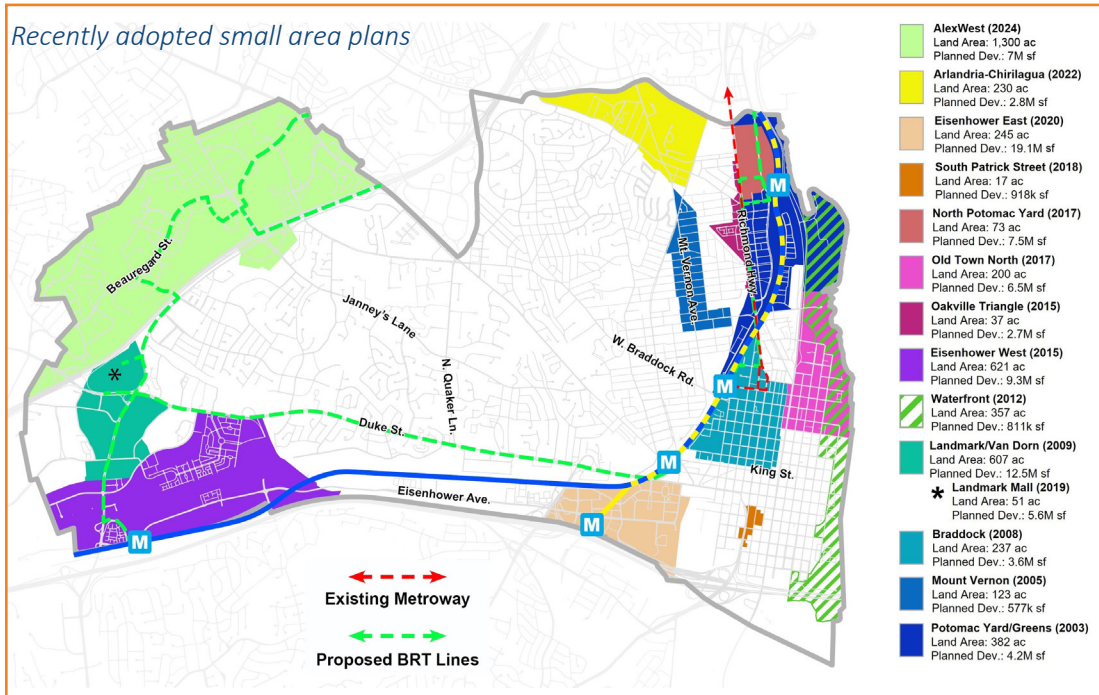 Recently adopted small area plans
AlexWest (2024)
Land Area: 1,300 ac
Planned Dev.: 7M sf
Arlandria-Chirilagua (2022)
Land Area: 230 ac
Planned Dev.: 2.8M sf
Eisenhower East (2020)
Land Area: 245 ac
Planned Dev.: 19.1M sf
South Patrick Street (2018)
Land Area: 17 ac
Planned Dev.: 918k sf
North Potomac Yard (2017)
Land Area: 73 ac
Planned Dev.: 7.5M sf
Old Town North (2017)
Land Area: 200 ac
Planned Dev.: 6.5M sf
Oakville Triangle (2015)
Land Area: 37 ac
Planned Dev.: 2.7M sf
Eisenhower West (2015)
Land Area: 621 ac
Planned Dev.: 9.3M sf
Waterfront (2012)
Land Area: 357 ac
Planned Dev.: 811k sf
Landmark/Van Dorn (2009)
Land Area: 607 ac
Planned Dev.: 12.5M sf
* Landmark Mall (2019)
Land Area: 51 ac
Planned Dev.: 5.6M sf
Braddock (2008)
Land Area: 237 ac
Planned Dev.: 3.6M sf
Mount Vernon (2005)
Land Area: 123 ac
Planned Dev.: 577k sf
Potomac Yard/Greens (2003)
Land Area: 382 ac
Planned Dev.: 4.2M sf
M
Beauregard St.
Richmond Hwy.
Mt. Vernon Ave.
Janney's Lane
N. Quaker Ln.
W. Braddock Rd.
*
M
Duke St.
M
King St.
Eisenhower Ave.
M
M
Existing Metroway
Proposed BRT Lines